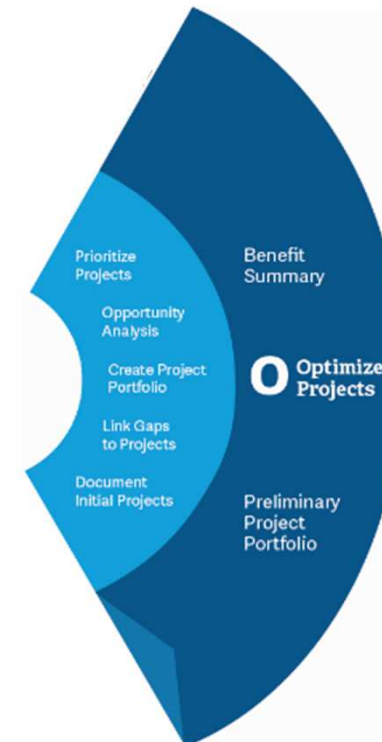 Prioritize
Projects
Opportunity
Analysis
Create Project
Portfolio
Link Gaps
to Projects
Document
Initial Projects
Benefit
Summary
O Optimize
Projects
Preliminary
Project
Portfolio